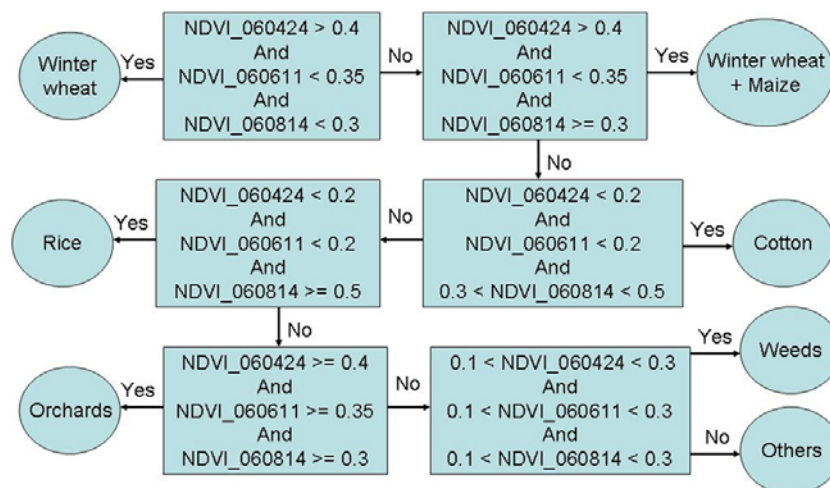 Winter
wheat
Yes
NDVI_060424 > 0.4
And
NDVI_060611 < 0.35
And
NDVI_060814 < 0.3
No
NDVI_060424 > 0.4
And
NDVI_060611 < 0.35
And
NDVI_060814 >= 0.3
Yes
Winter wheat
+ Maize
No
NDVI_060424 < 0.2
And
NDVI_060611 < 0.2
And
0.3 < NDVI_060814 < 0.5
Yes
Cotton
No
NDVI_060424 < 0.2
And
NDVI_060611 < 0.2
And
NDVI_060814 >= 0.5
Yes
Rice
No
NDVI_060424 >= 0.4
And
NDVI_060611 >= 0.35
And
NDVI_060814 >= 0.3
Yes
Orchards
No
0.1 < NDVI_060424 < 0.3
And
0.1 < NDVI_060611 < 0.3
And
0.1 < NDVI_060814 < 0.3
Yes
Weeds
No
Others